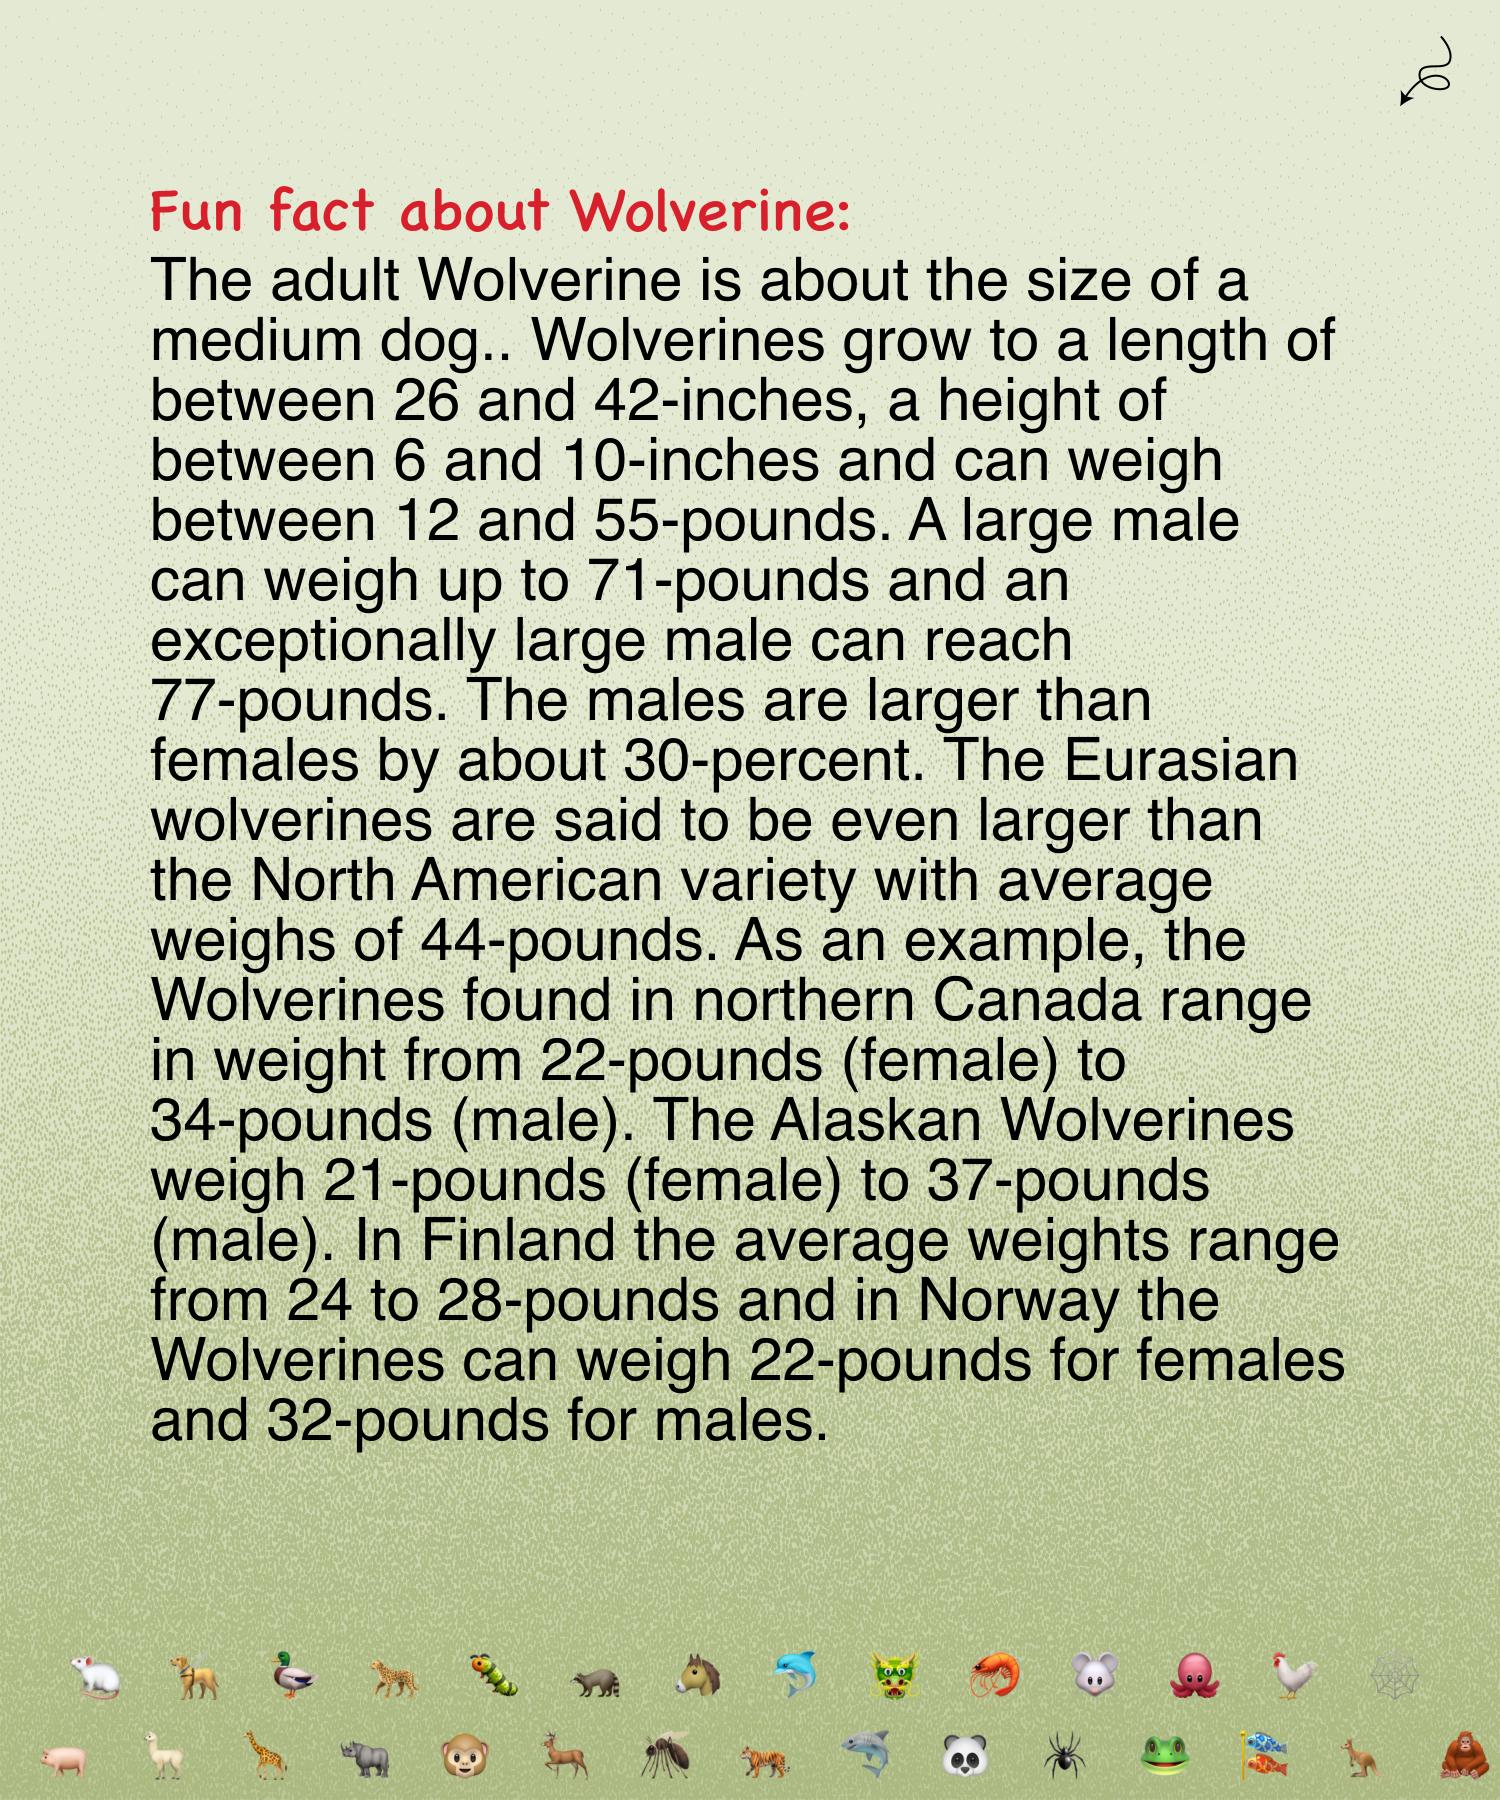 Fun fact about Wolverine:
The adult Wolverine is about the size of a
medium dog.. Wolverines grow to a length of
between 26 and 42-inches, a height of
between 6 and 10-inches and can weigh
between 12 and 55-pounds. A large male
can weigh up to 71-pounds and an
exceptionally large male can reach
77-pounds. The males are larger than
females by about 30-percent. The Eurasian
wolverines are said to be even larger than
the North American variety with average
weighs of 44-pounds. As an example, the
Wolverines found in northern Canada range
in weight from 22-pounds (female) to
34-pounds (male). The Alaskan Wolverines
weigh 21-pounds (female) to 37-pounds
(male). In Finland the average weights range
from 24 to 28-pounds and in Norway the
Wolverines can weigh 22-pounds for females
and 32-pounds for males.